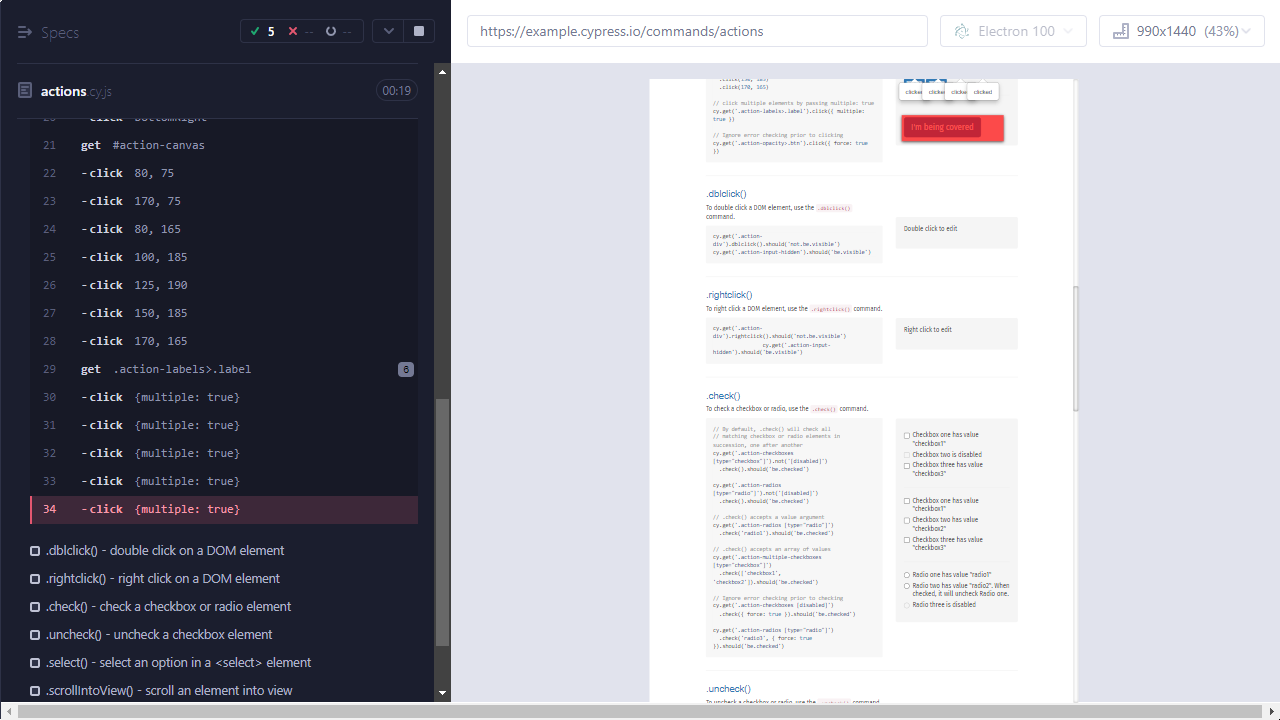 Specs
5 -- --
https://example.cypress.io/commands/actions
Electron 100
990x1440 (43%)
actions.cy.js
00:19
20 -click bottomRight
21 get #action-canvas
22 -click 80, 75
23 -click 170, 75
24 -click 80, 165
25 -click 100, 185
26 -click 125, 190
27 -click 150, 185
28 -click 170, 165
29 get .action-labels>.label 6
30 -click {multiple: true}
31 -click {multiple: true}
32 -click {multiple: true}
33 -click {multiple: true}
34 -click {multiple: true}
.dblclick() - double click on a DOM element
.rightclick() - right click on a DOM element
.check() - check a checkbox or radio element
.uncheck() - uncheck a checkbox element
.select() - select an option in a <select> element
.scrollIntoView() - scroll an element into view
.click(170, 165)
// click multiple elements by passing multiple: true
cy.get('.action-labels>.label').click({ multiple:
true })
// Ignore error checking prior to clicking
cy.get('.action-opacity>.btn').click({ force: true
})
clicked
I'm being covered
.dblclick()
To double click a DOM element, use the .dblclick()
command.
cy.get('.action-
div').dblclick().should('not.be.visible')
cy.get('.action-input-hidden').should('be.visible')
Double click to edit
.rightclick()
To right click a DOM element, use the .rightclick() command.
cy.get('.action-
div').rightclick().should('not.be.visible')
cy.get('.action-input-
hidden').should('be.visible')
Right click to edit
.check()
To check a checkbox or radio, use the .check() command.
// By default, .check() will check all
// matching checkbox or radio elements in
succession, one after another
cy.get('.action-checkboxes
[type="checkbox"]').not('[disabled]')
.check().should('be.checked')
cy.get('.action-radios
[type="radio"]').not('[disabled]')
.check().should('be.checked')
// .check() accepts a value argument
cy.get('.action-radios [type="radio"]')
.check('radio1').should('be.checked')
// .check() accepts an array of values
cy.get('.action-multiple-checkboxes
[type="checkbox"]')
.check(['checkbox1',
'checkbox2']).should('be.checked')
// Ignore error checking prior to checking
cy.get('.action-checkboxes [disabled]')
.check({ force: true }).should('be.checked')
cy.get('.action-radios [type="radio"]')
.check('radio3', { force: true
}).should('be.checked')
Checkbox one has value
"checkbox1"
Checkbox two is disabled
Checkbox three has value
"checkbox3"
Checkbox one has value
"checkbox1"
Checkbox two has value
"checkbox2"
Checkbox three has value
"checkbox3"
Radio one has value "radio1"
Radio two has value "radio2". When
checked, it will uncheck Radio one.
Radio three is disabled
.uncheck()